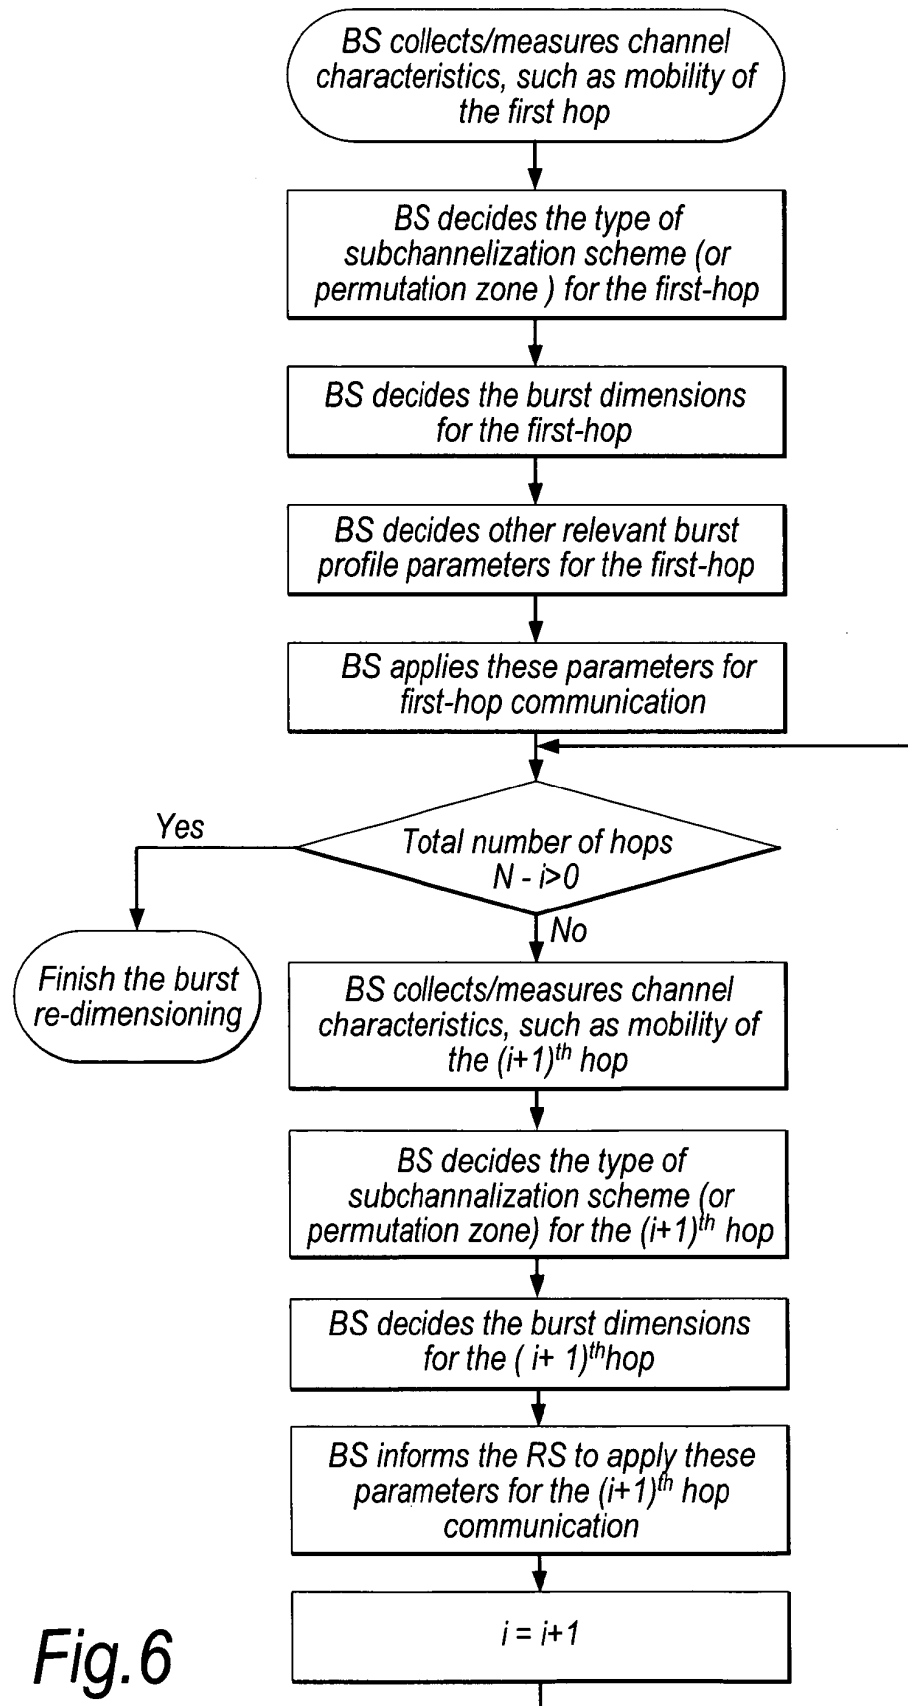 BS collects/measures channel
characteristics, such as mobility of
the first hop
BS decides the type of
subchannelization scheme (or
permutation zone ) for the first-hop
BS decides the burst dimensions
for the first-hop
BS decides other relevant burst
profile parameters for the first-hop
BS applies these parameters for
first-hop communication
Total number of hops
N - i>0
Yes
No
Finish the burst
re-dimensioning
BS collects/measures channel
characteristics, such as mobility of
the (i+1)th hop
BS decides the type of
subchannalization scheme (or
permutation zone) for the (i+1)th hop
BS decides the burst dimensions
for the ( i+ 1)th hop
BS informs the RS to apply these
parameters for the (i+1)th hop
communication
i = i+1
Fig.6